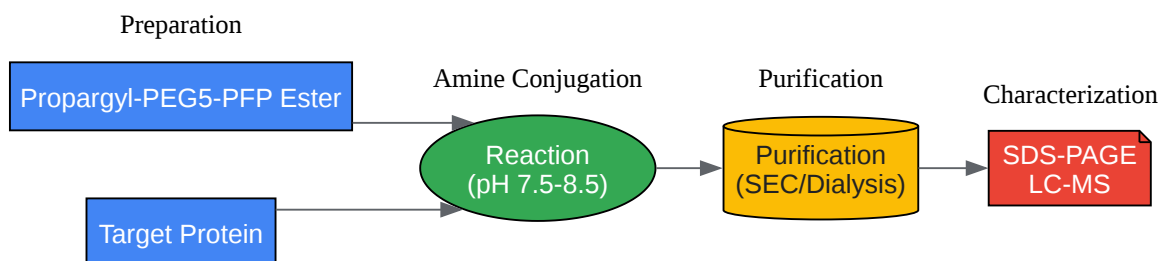 Preparation
Propargyl-PEG5-PFP Ester
Target Protein
Amine Conjugation
Reaction
(pH 7.5-8.5)
Purification
Purification
(SEC/Dialysis)
Characterization
SDS-PAGE
LC-MS